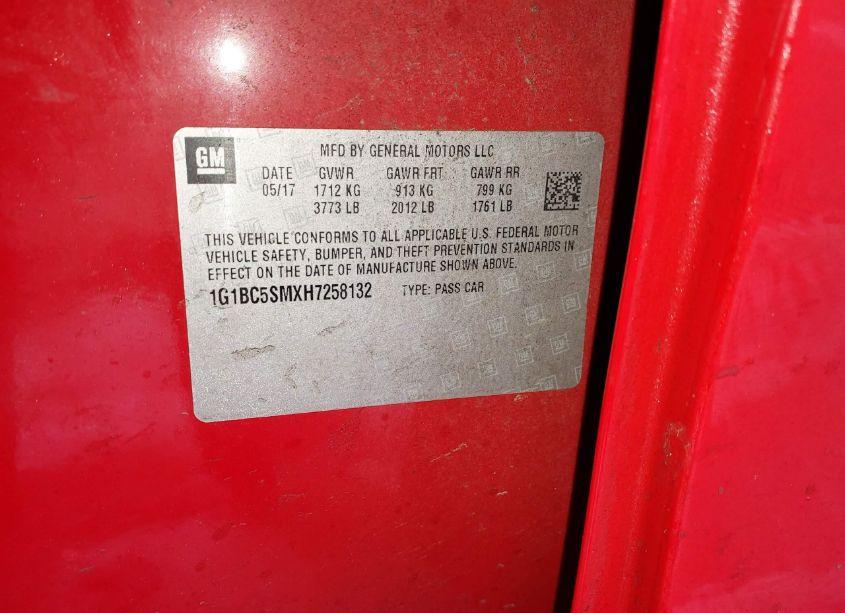 GM
MFD BY GENERAL MOTORS LLC
DATE GVWR GAWR FRT GAWR RR
05/17 1712 KG 913 KG 799 KG
3773 LB 2012 LB 1761 LB
THIS VEHICLE CONFORMS TO ALL APPLICABLE U.S. FEDERAL MOTOR
VEHICLE SAFETY, BUMPER, AND THEFT PREVENTION STANDARDS IN
EFFECT ON THE DATE OF MANUFACTURE SHOWN ABOVE.
1G1BC5SMXH7258132 TYPE: PASS CAR